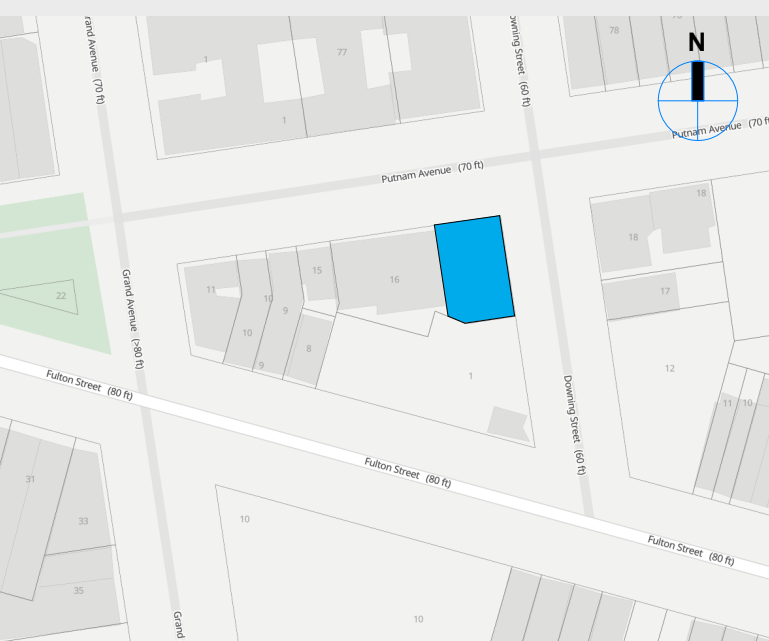 Grand Avenue (70 ft)
Downing Street (60 ft)
78
N
1
77
1
Putnam Avenue (70 ft)
Putnam Avenue (70 ft)
18
18
22
Grand Avenue (>80 ft)
11
10
15
16
9
17
10
8
9
1
12
Fulton Street (80 ft)
Downing Street (60 ft)
11
10
Fulton Street (80 ft)
31
10
33
Fulton Street (80 ft)
35
10
Grand